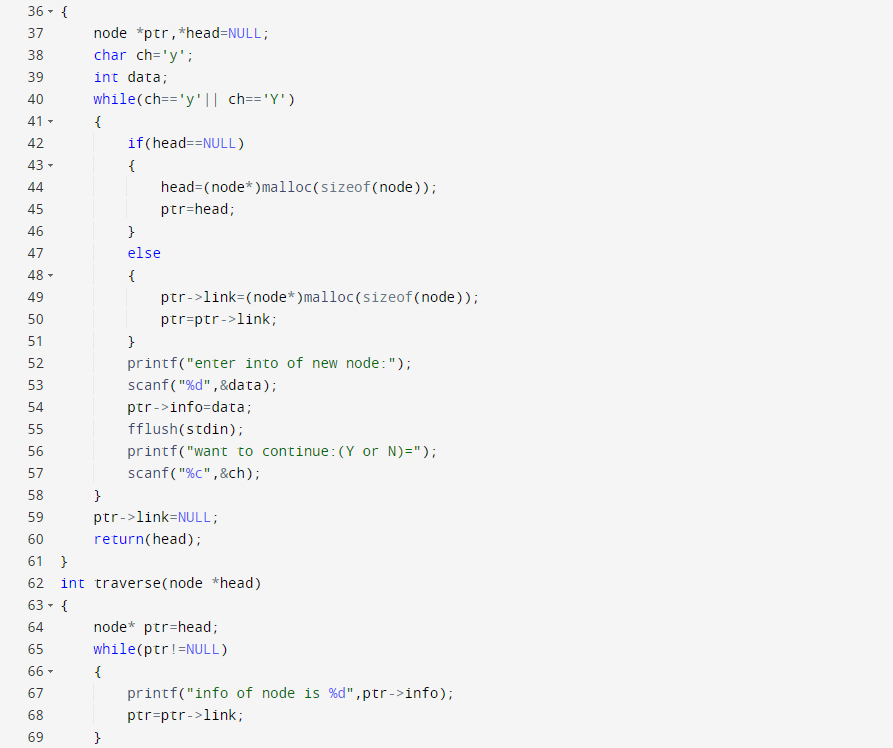 36 {
37     node *ptr,*head=NULL;
38     char ch='y';
39     int data;
40     while(ch=='y'|| ch=='Y')
41     {
42         if(head==NULL)
43         {
44             head=(node*)malloc(sizeof(node));
45             ptr=head;
46         }
47         else
48         {
49             ptr->link=(node*)malloc(sizeof(node));
50             ptr=ptr->link;
51         }
52         printf("enter into of new node:");
53         scanf("%d",&data);
54         ptr->info=data;
55         fflush(stdin);
56         printf("want to continue:(Y or N)=");
57         scanf("%c",&ch);
58     }
59     ptr->link=NULL;
60     return(head);
61 }
62 int traverse(node *head)
63 {
64     node* ptr=head;
65     while(ptr!=NULL)
66     {
67         printf("info of node is %d",ptr->info);
68         ptr=ptr->link;
69     }